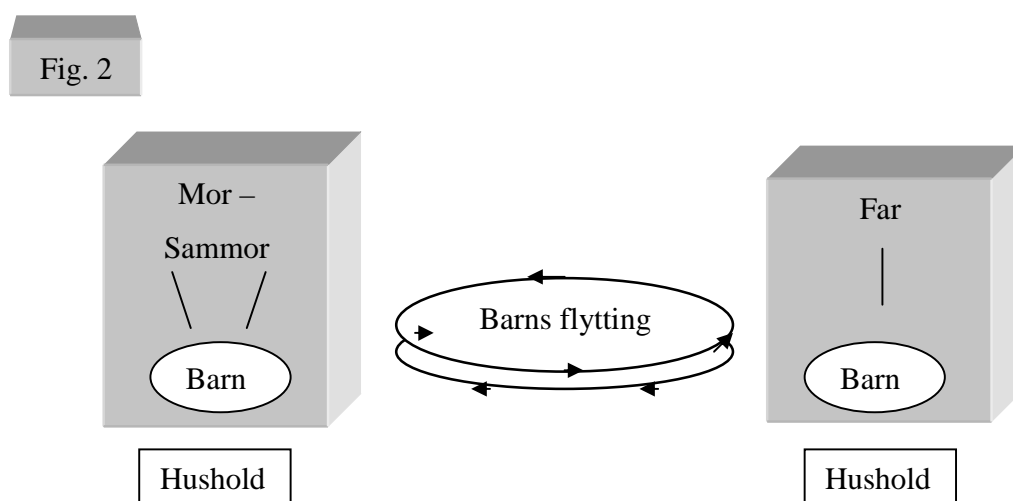 Fig. 2
Mor –
Sammor
Barn
Hushold
Barns flytting
Far
Barn
Hushold